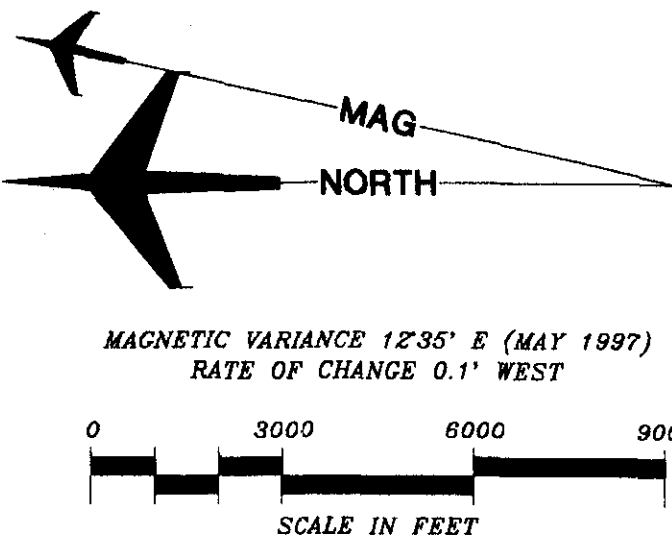 MAG
NORTH
MAGNETIC VARIANCE 12°35' E (MAY 1997)
RATE OF CHANGE 0.1' WEST
0 3000 6000 900
SCALE IN FEET